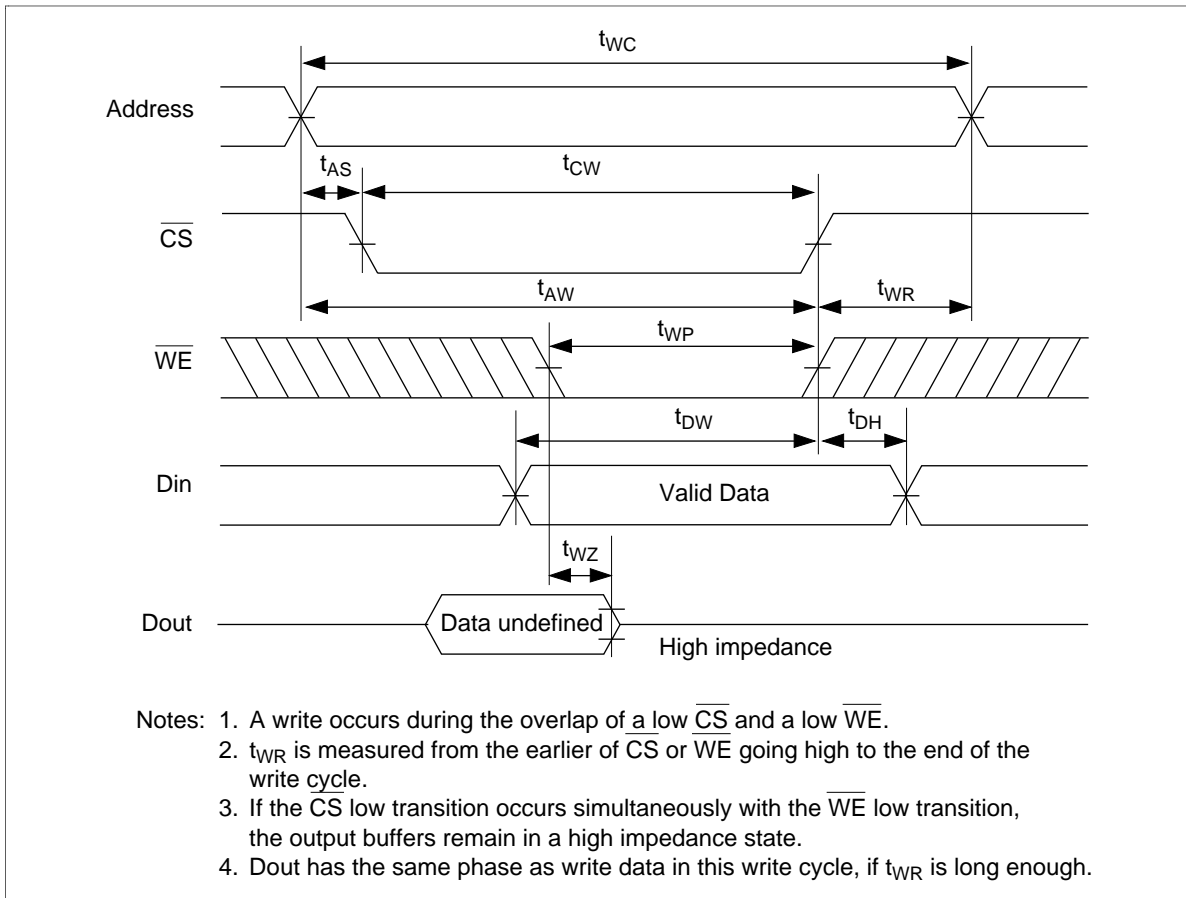 tWC
Address
tAS
tCW
CS
tAW
tWR
tWP
WE
tDW
tDH
Din
Valid Data
tWZ
Dout
Data undefined
High impedance
Notes: 1. A write occurs during the overlap of a low CS and a low WE.
2. tWR is measured from the earlier of CS or WE going high to the end of the
write cycle.
3. If the CS low transition occurs simultaneously with the WE low transition,
the output buffers remain in a high impedance state.
4. Dout has the same phase as write data in this write cycle, if tWR is long enough.